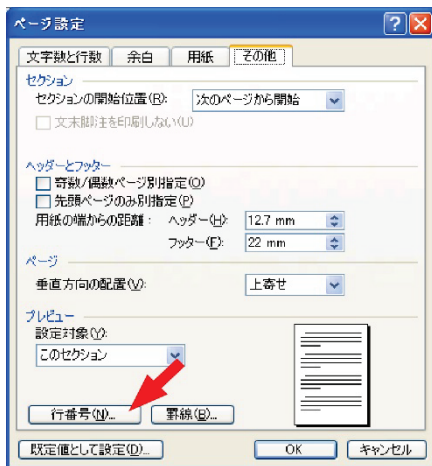 ページ設定
文字数と行数 余白 用紙 その他
セクション
セクションの開始位置(R): 次のページから開始
文末脚注を印刷しない(U)
ヘッダーとフッター
奇数/偶数ページ別指定(O)
先頭ページのみ別指定(P)
用紙の端からの距離： ヘッダー(H): 12.7 mm
フッター(F): 22 mm
ページ
垂直方向の配置(V): 上寄せ
プレビュー
設定対象(Y):
このセクション
行番号(N)... 罫線(B)...
既定値として設定(D)... OK キャンセル